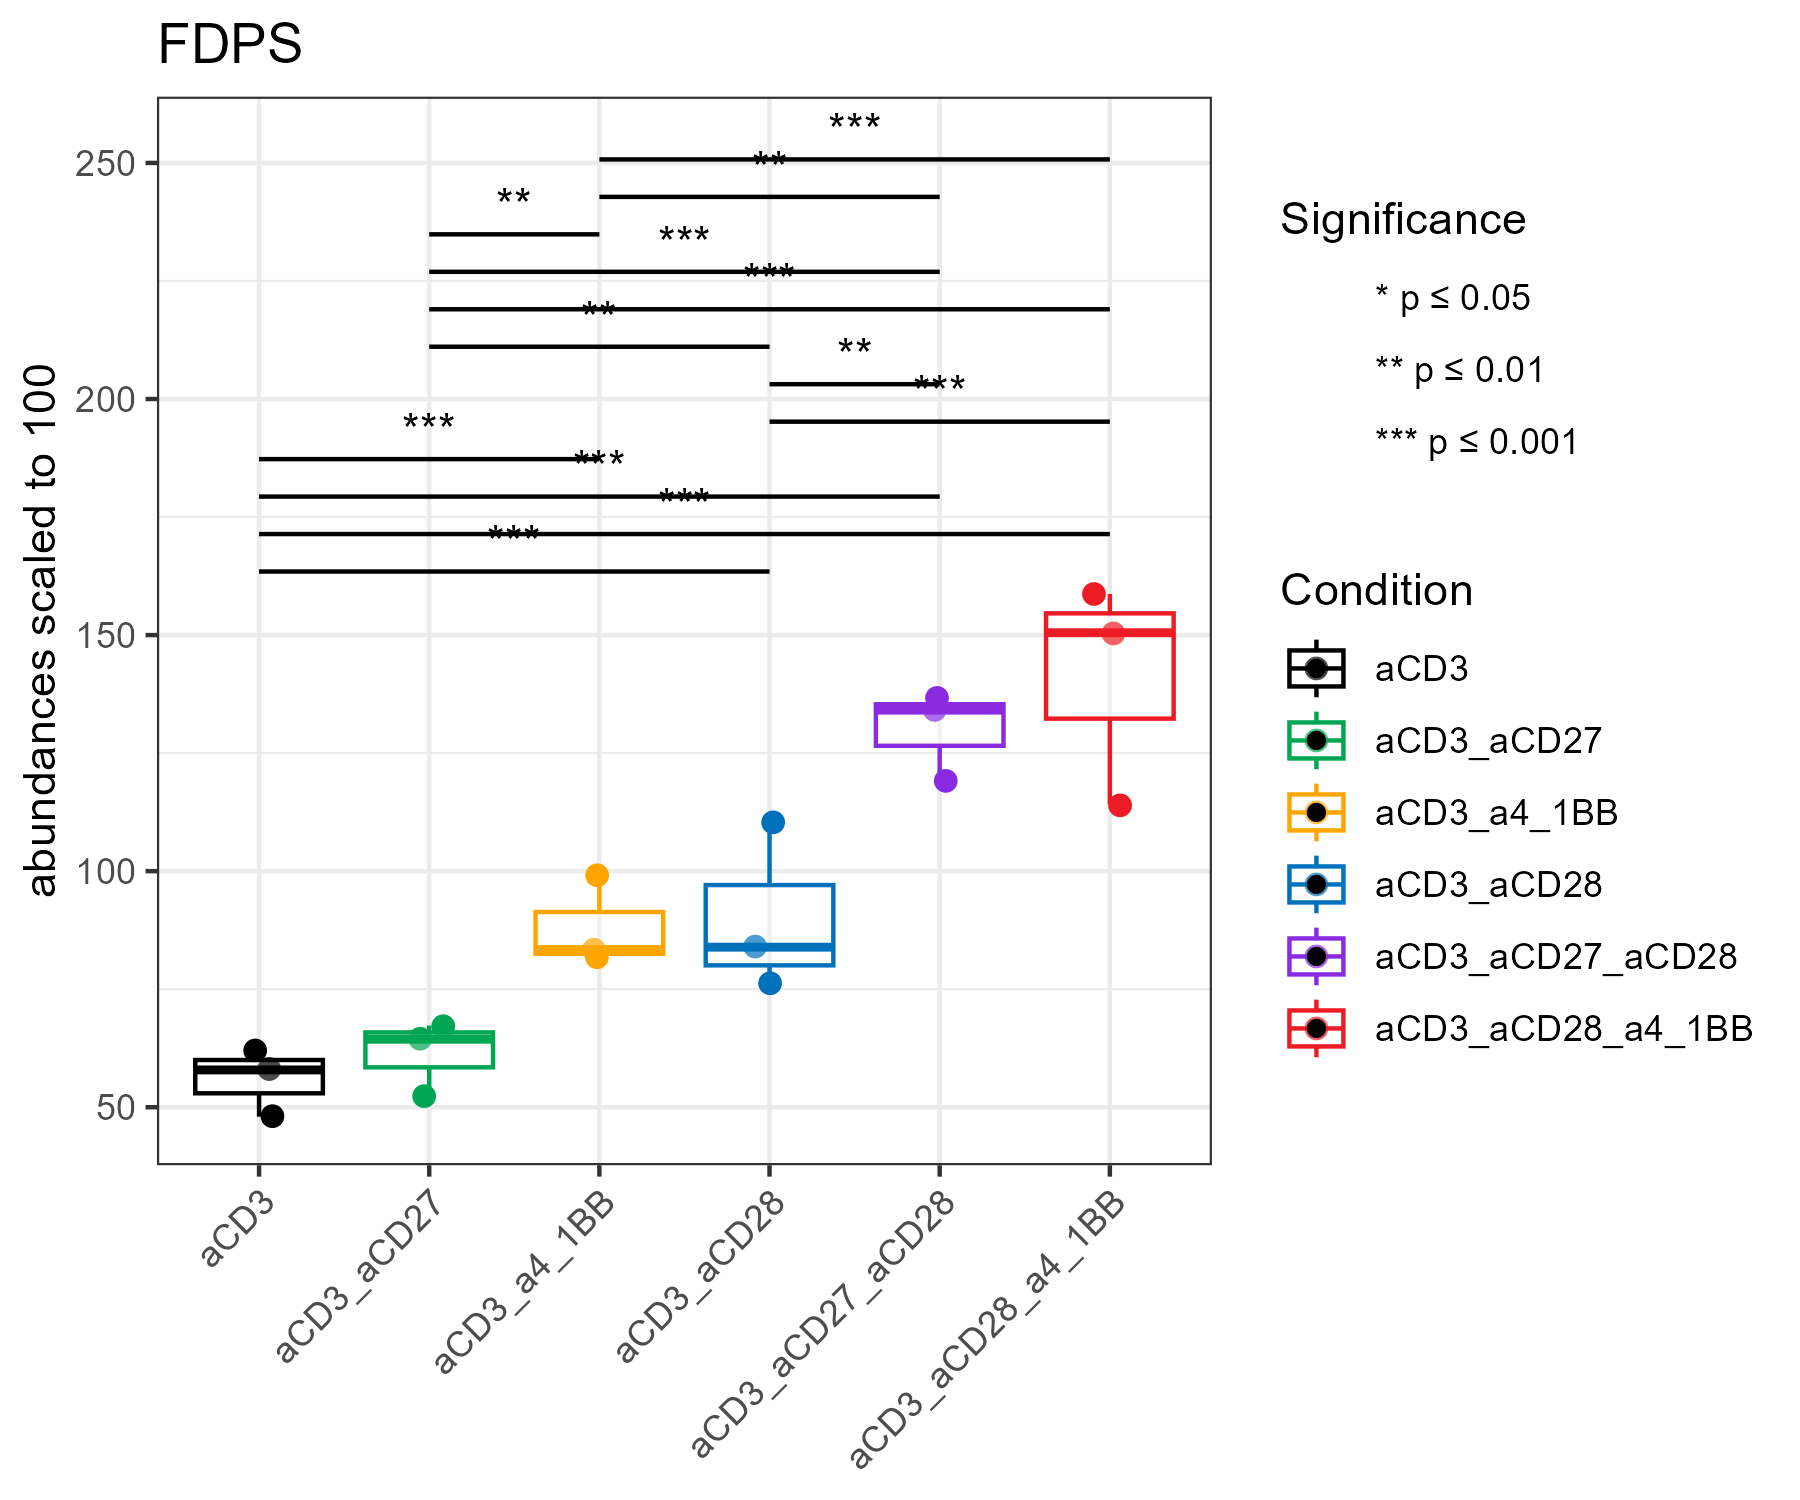 FDPS
abundances scaled to 100
250
200
150
100
50
***
**
**
***
***
**
**
***
***
***
***
***
aCD3
aCD3_aCD27
aCD3_a4_1BB
aCD3_aCD28
aCD3_aCD27_aCD28
aCD3_aCD28_a4_1BB
Significance
* p ≤ 0.05
** p ≤ 0.01
*** p ≤ 0.001
Condition
aCD3
aCD3_aCD27
aCD3_a4_1BB
aCD3_aCD28
aCD3_aCD27_aCD28
aCD3_aCD28_a4_1BB